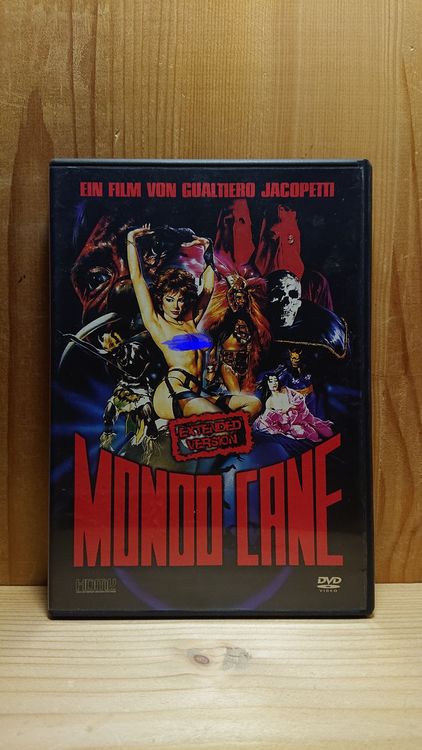 EIN FILM VON GUALTIERO JACOPETTI
EXTENDED
VERSION
MONDO CANE
DVD
VIDEO